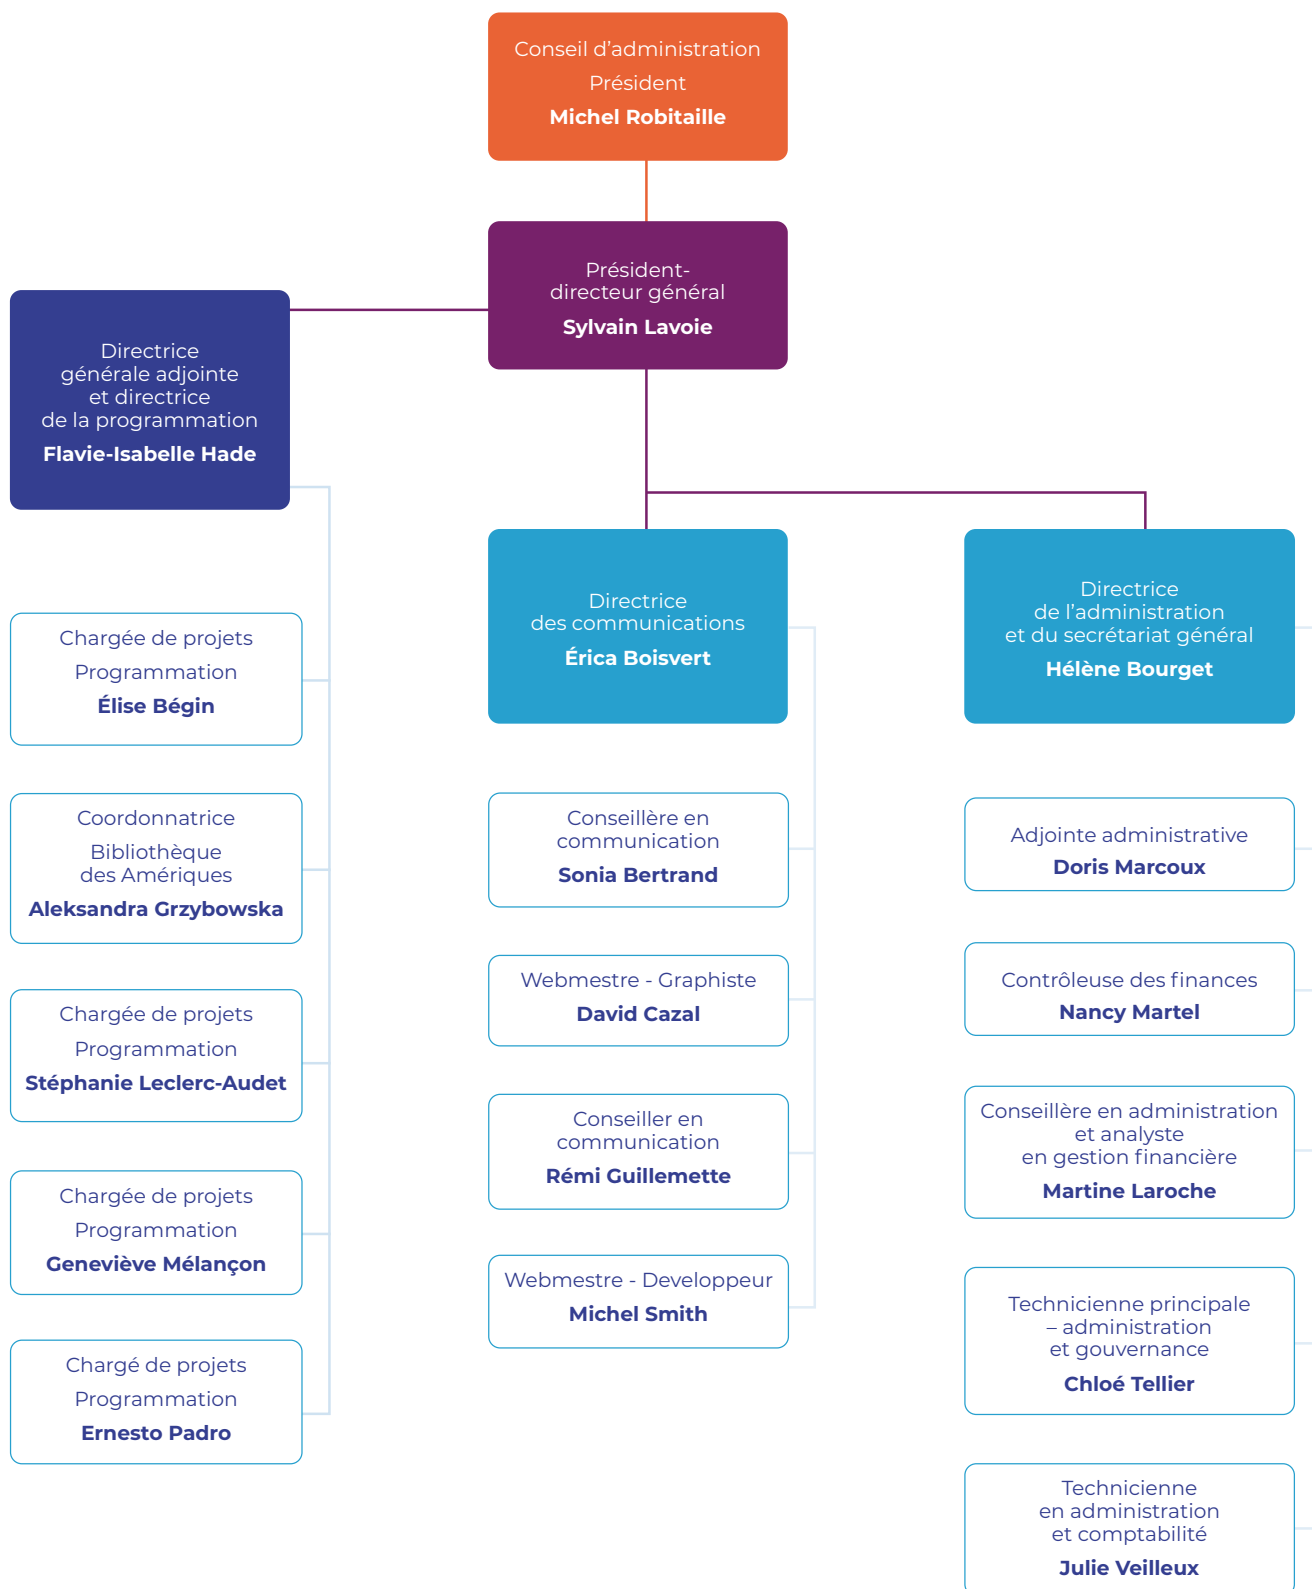 Conseil d’administration
Président
Michel Robitaille
Président-
directeur général
Sylvain Lavoie
Directrice
générale adjointe
et directrice
de la programmation
Flavie-Isabelle Hade
Chargée de projets
Programmation
Élise Bégin
Coordonnatrice
Bibliothèque
des Amériques
Aleksandra Grzybowska
Chargée de projets
Programmation
Stéphanie Leclerc-Audet
Chargée de projets
Programmation
Geneviève Mélançon
Chargé de projets
Programmation
Ernesto Padro
Directrice
des communications
Érica Boisvert
Conseillère en
communication
Sonia Bertrand
Webmestre - Graphiste
David Cazal
Conseiller en
communication
Rémi Guillemette
Webmestre - Developpeur
Michel Smith
Directrice
de l’administration
et du secrétariat général
Hélène Bourget
Adjointe administrative
Doris Marcoux
Contrôleuse des finances
Nancy Martel
Conseillère en administration
et analyste
en gestion financière
Martine Laroche
Technicienne principale
– administration
et gouvernance
Chloé Tellier
Technicienne
en administration
et comptabilité
Julie Veilleux